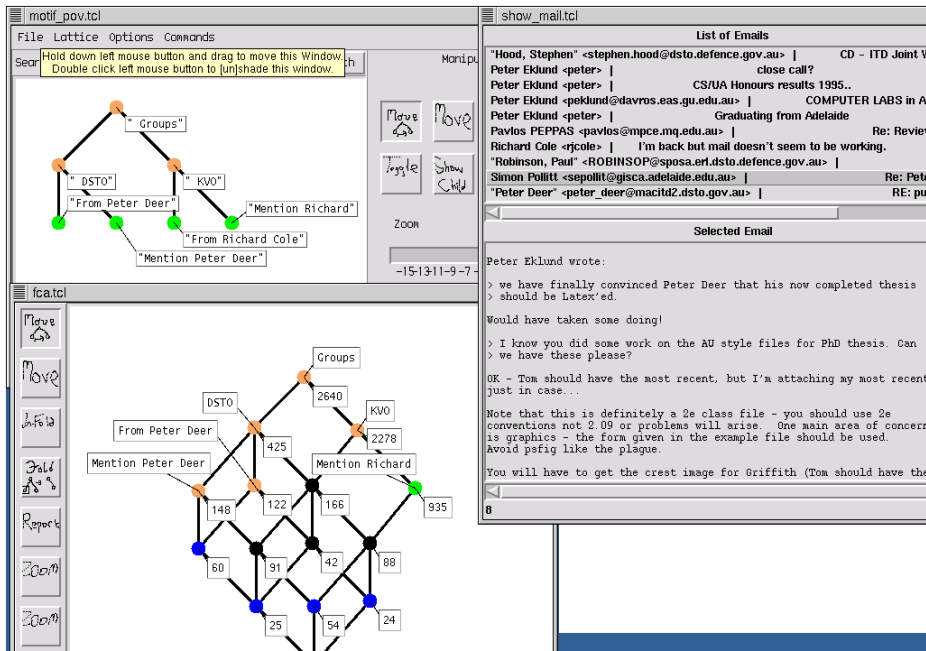 motif_pov.tcl
File Lattice Options Commands
Hold down left mouse button and drag to move this Window.
Double click left mouse button to [un]shade this window.
Sear
h
Manipu
Move
Move
Toggle
Show
Child
Zoom
-15-13-11-9 -7 -
" Groups"
" DSTO"
" KVO"
"From Peter Deer"
"Mention Richard"
"From Richard Cole"
"Mention Peter Deer"
show_mail.tcl
List of Emails
"Hood, Stephen" <stephen.hood@dsto.defence.gov.au> | CD - ITD Joint W
Peter Eklund <peter> | close call?
Peter Eklund <peter> | CS/UA Honours results 1995..
Peter Eklund <peklund@davros.eas.gu.edu.au> | COMPUTER LABS in A
Peter Eklund <peter> | Graduating from Adelaide
Pavlos PEPPAS <pavlos@mpce.mq.edu.au> | Re: Review
Richard Cole <rjcole> | I'm back but mail doesn't seem to be working.
"Robinson, Paul" <ROBINSOP@sposa.erl.dsto.defence.gov.au> |
Simon Pollitt <sepollit@gisca.adelaide.edu.au> | Re: Pete
"Peter Deer" <peter_deer@macitd2.dsto.gov.au> | RE: pu
Selected Email
Peter Eklund wrote:
> we have finally convinced Peter Deer that his now completed thesis
> should be Latex'ed.
Would have taken some doing!
> I know you did some work on the AU style files for PhD thesis. Can
> we have these please?
OK - Tom should have the most recent, but I'm attaching my most recent
just in case...
Note that this is definitely a 2e class file - you should use 2e
conventions not 2.09 or problems will arise. One main area of concern
is graphics - the form given in the example file should be used.
Avoid psfig like the plague.
You will have to get the crest image for Griffith (Tom should have the
8
fca.tcl
Move
Move
UnFold
Fold
Report
Zoom
Zoom
Groups
2640
DSTO
KVO
From Peter Deer
425
2278
Mention Peter Deer
Mention Richard
148
122
166
935
60
91
42
88
25
54
24